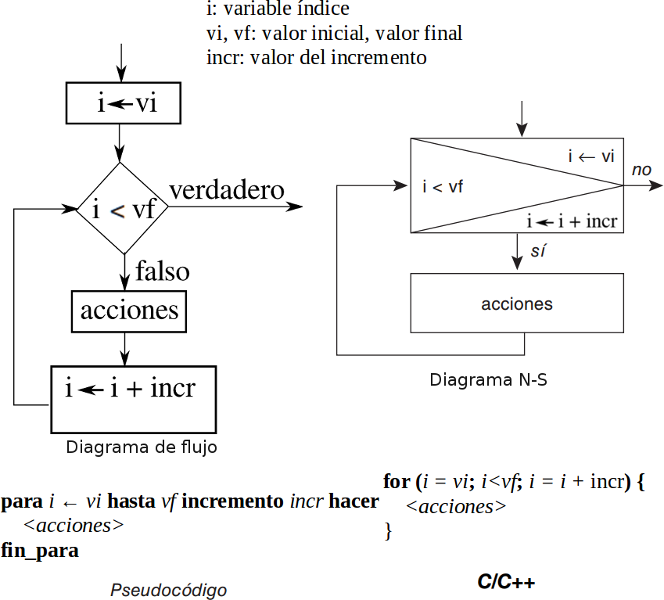 i: variable índice
vi, vf: valor inicial, valor final
incr: valor del incremento
i←vi
i < vf
verdadero
falso
acciones
i← i + incr
Diagrama de flujo
i ← vi
no
i < vf
i ← i + incr
sí
acciones
Diagrama N-S
para i ← vi hasta vf incremento incr hacer
<acciones>
fin_para
Pseudocódigo
for (i = vi; i<vf; i = i + incr) {
<acciones>
}
C/C++